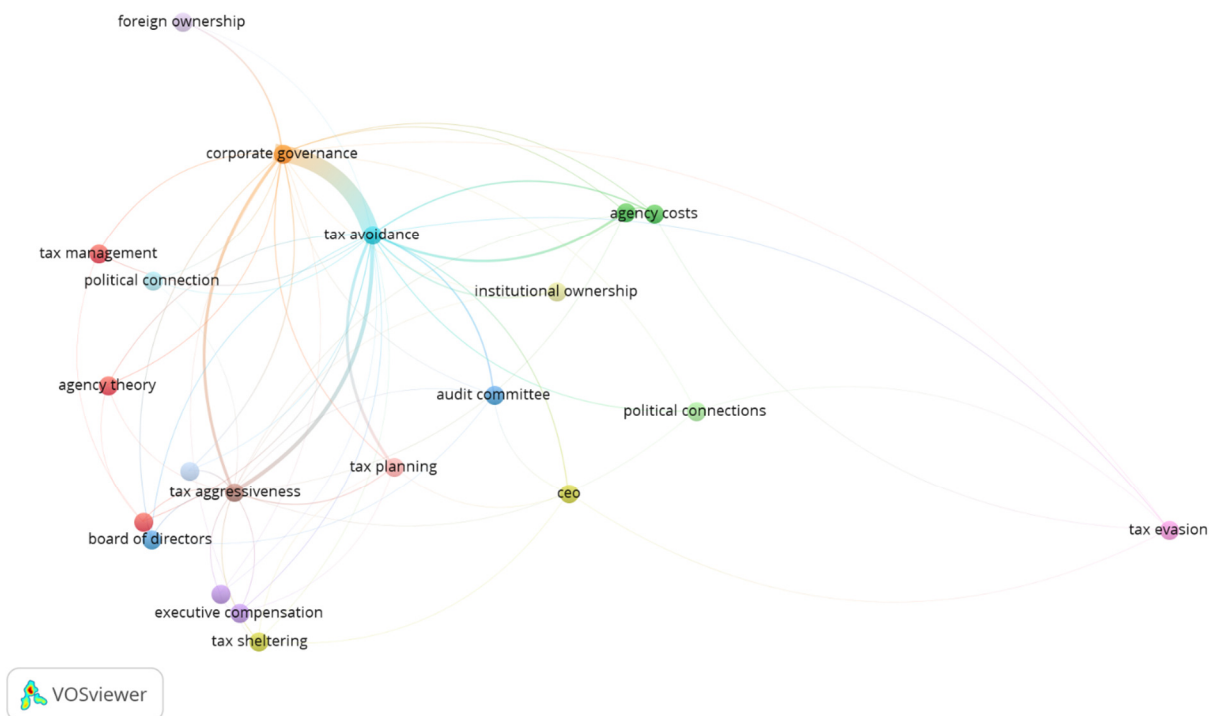 foreign ownership
corporate governance
agency costs
tax avoidance
tax management
political connection
institutional ownership
agency theory
audit committee
political connections
tax planning
tax aggressiveness
ceo
tax evasion
board of directors
executive compensation
tax sheltering
VOSviewer